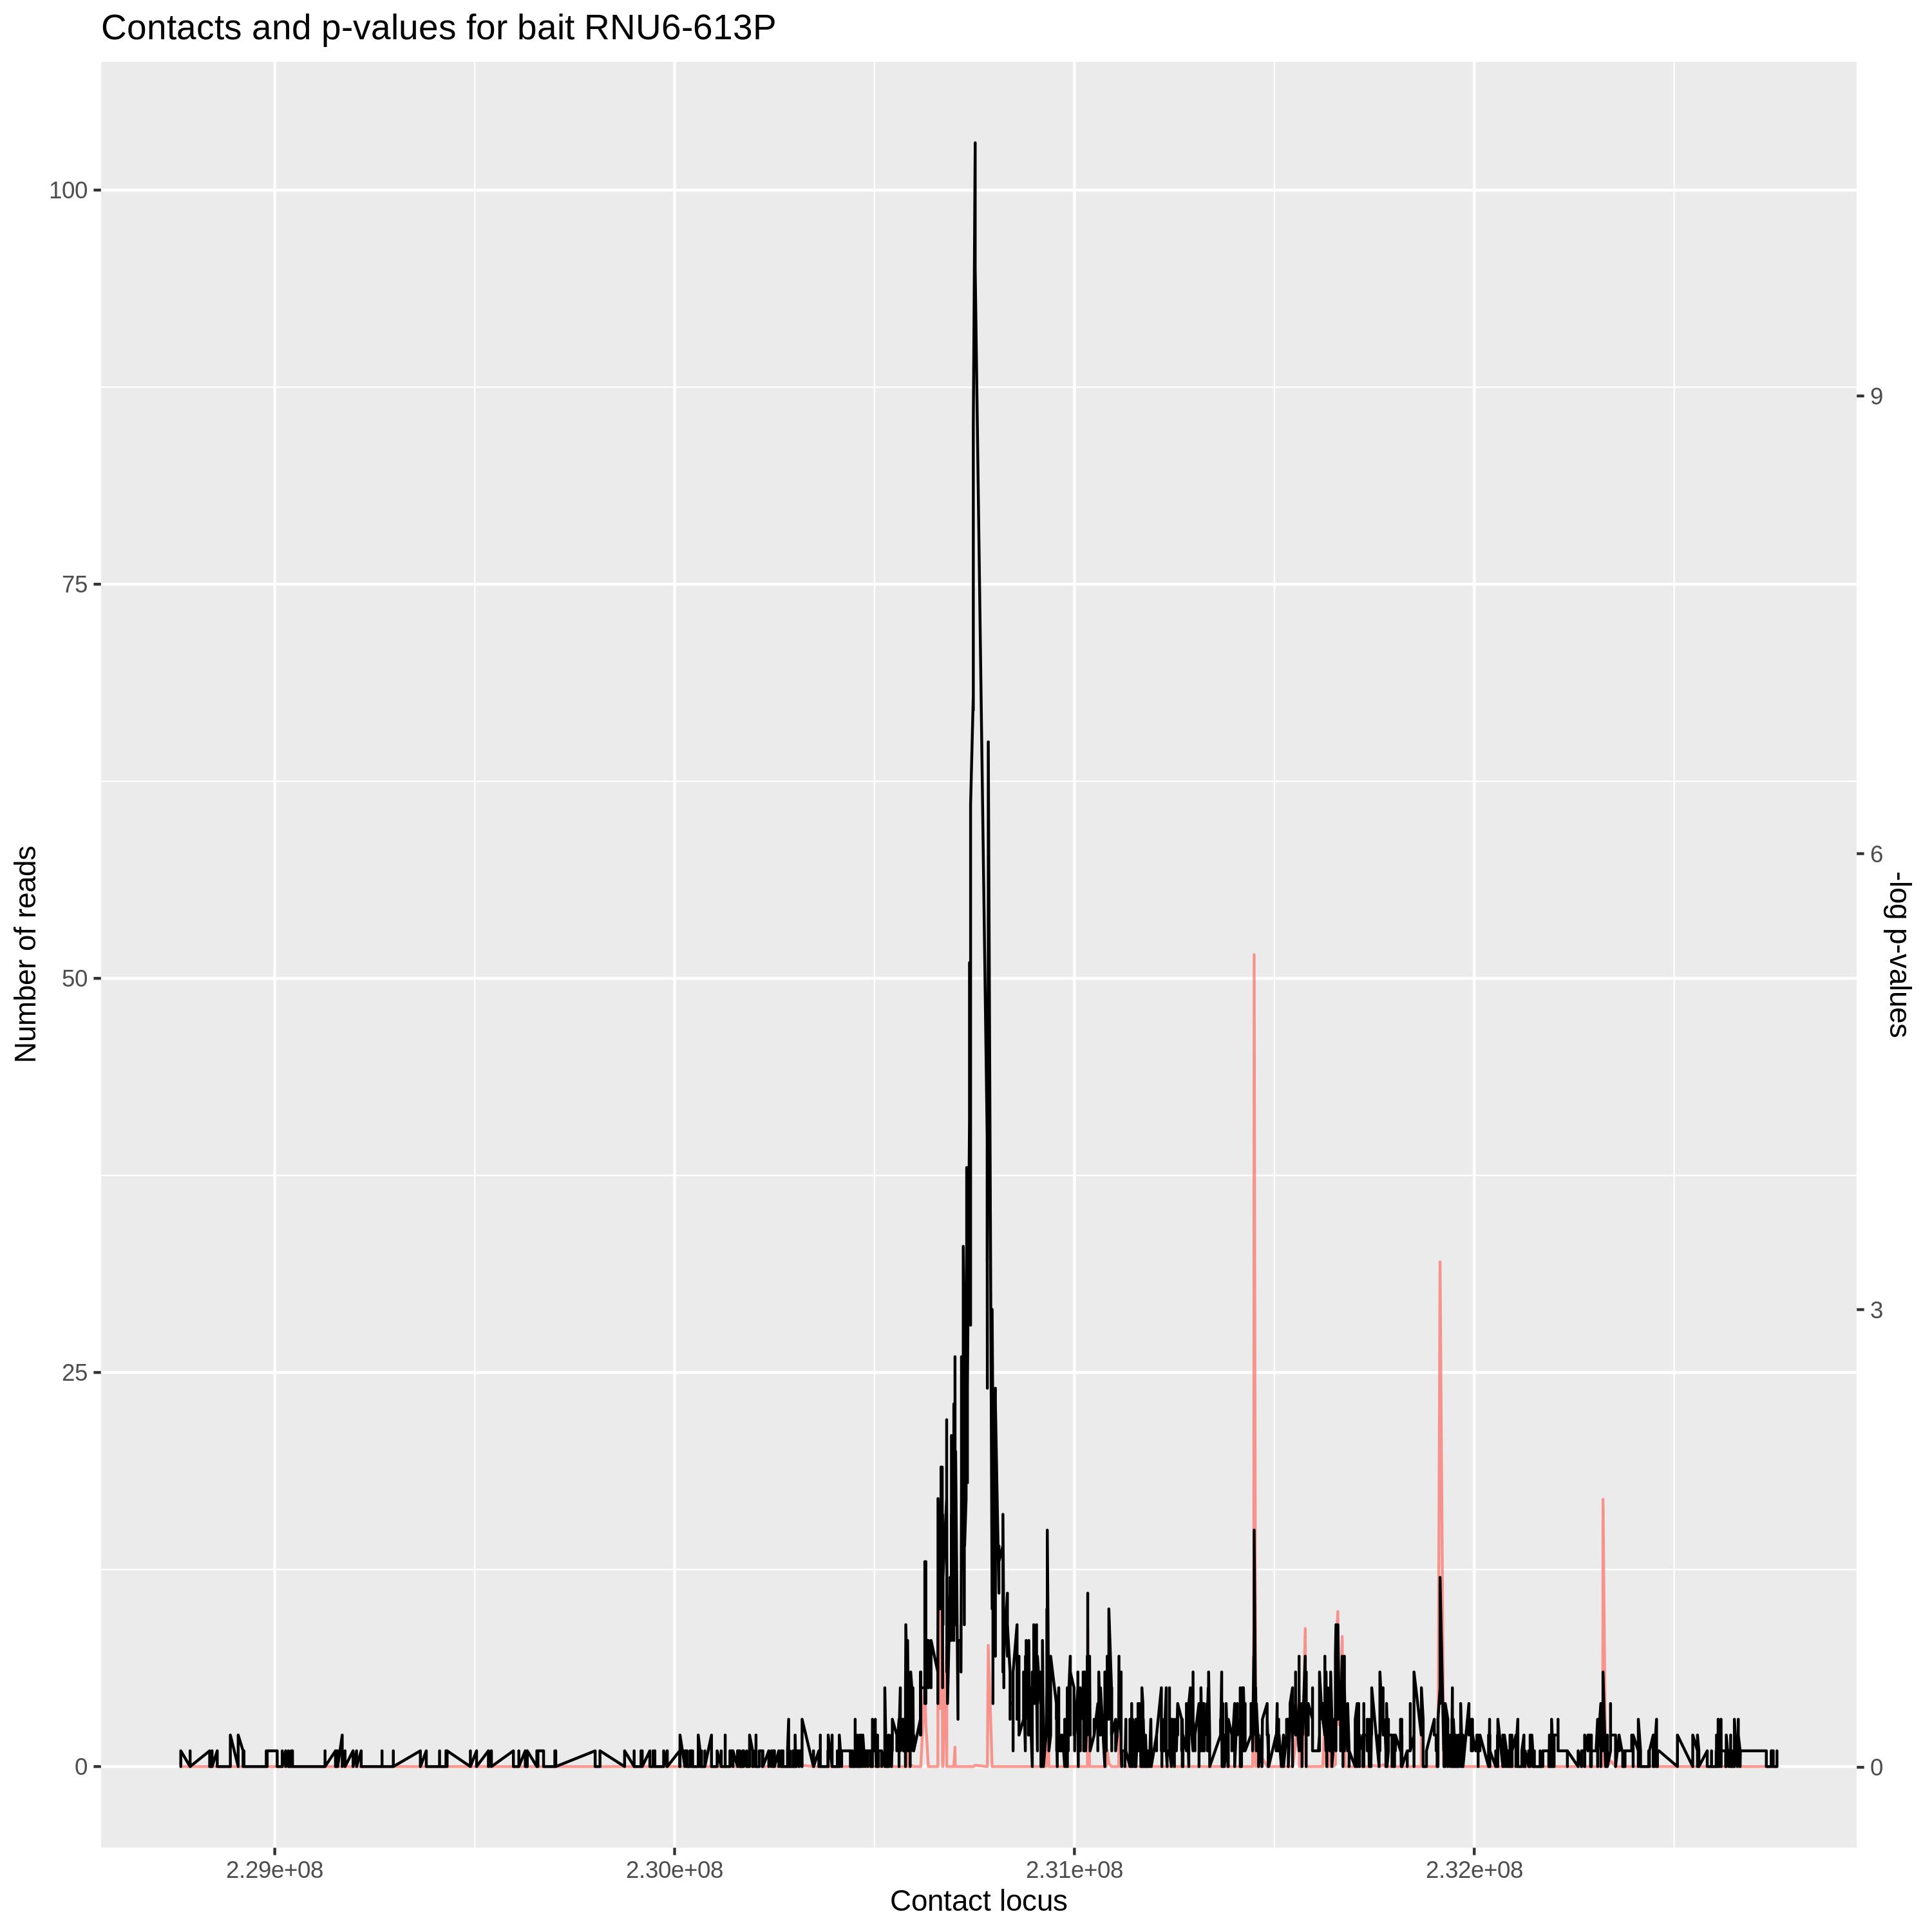 Contacts and p-values for bait RNU6-613P
100
75
50
25
0
Number of reads
9
6
3
0
-log p-values
2.29e+08
2.30e+08
2.31e+08
2.32e+08
Contact locus